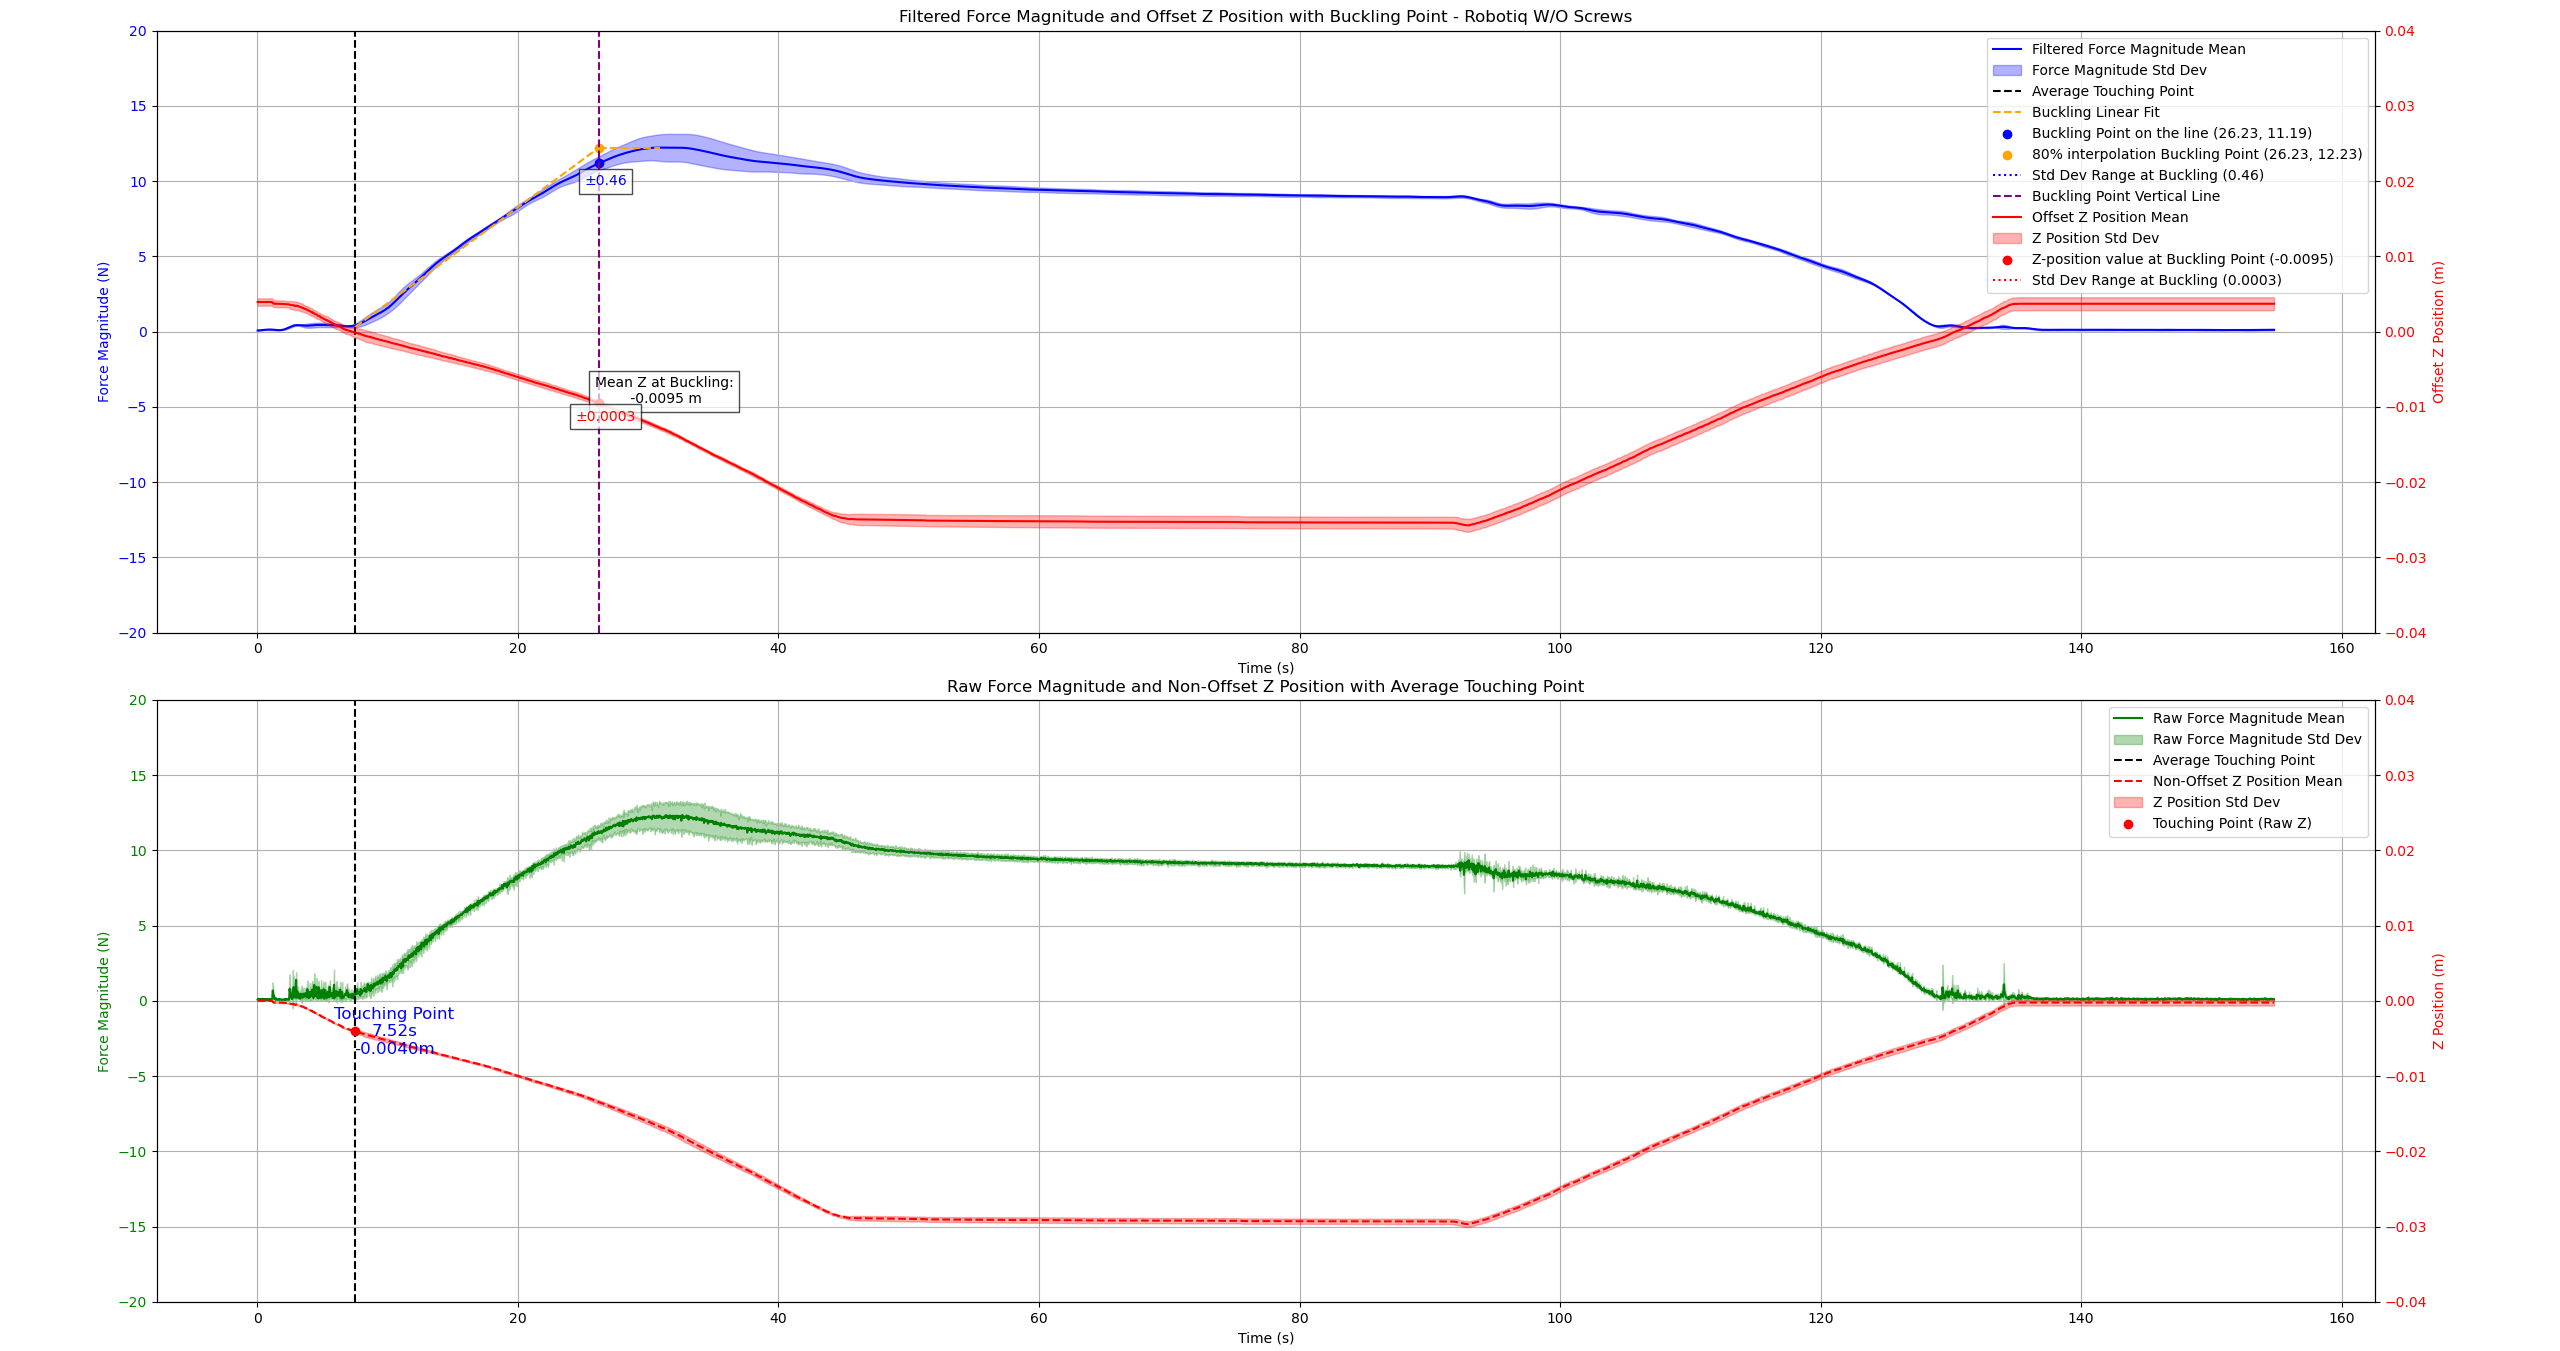 Filtered Force Magnitude and Offset Z Position with Buckling Point - Robotiq W/O Screws
20
15
10
5
0
−5
−10
−15
−20
Force Magnitude (N)
0.04
0.03
0.02
0.01
0.00
−0.01
−0.02
−0.03
−0.04
Offset Z Position (m)
Filtered Force Magnitude Mean
Force Magnitude Std Dev
Average Touching Point
Buckling Linear Fit
Buckling Point on the line (26.23, 11.19)
80% interpolation Buckling Point (26.23, 12.23)
Std Dev Range at Buckling (0.46)
Buckling Point Vertical Line
Offset Z Position Mean
Z Position Std Dev
Z-position value at Buckling Point (-0.0095)
Std Dev Range at Buckling (0.0003)
±0.46
Mean Z at Buckling:
-0.0095 m
±0.0003
0 20 40 60 80 100 120 140 160
Time (s)
Raw Force Magnitude and Non-Offset Z Position with Average Touching Point
20
15
10
5
0
−5
−10
−15
−20
Force Magnitude (N)
0.04
0.03
0.02
0.01
0.00
−0.01
−0.02
−0.03
−0.04
Z Position (m)
Raw Force Magnitude Mean
Raw Force Magnitude Std Dev
Average Touching Point
Non-Offset Z Position Mean
Z Position Std Dev
Touching Point (Raw Z)
Touching Point
7.52s
-0.0040m
0 20 40 60 80 100 120 140 160
Time (s)